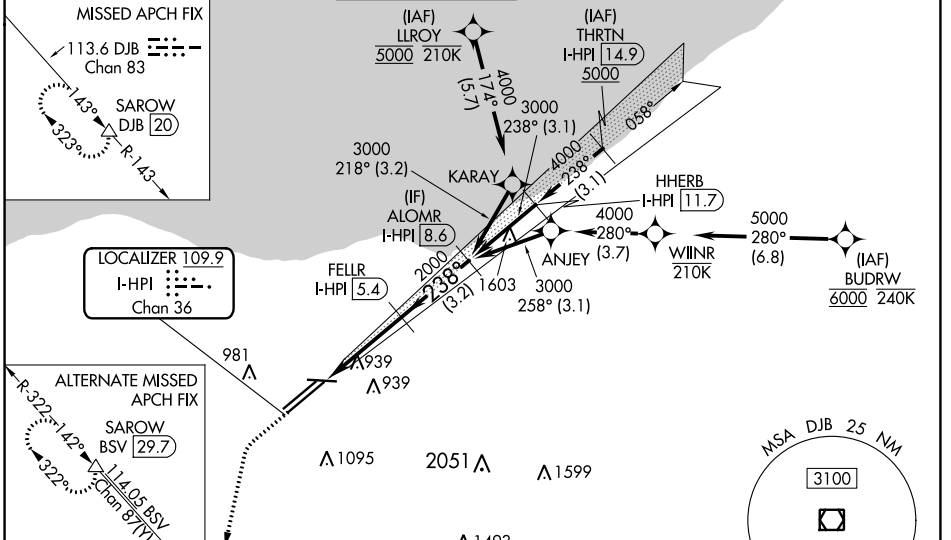 MISSED APCH FIX
113.6 DJB
Chan 83
143°
SAROW
DJB 20
323°
R-143
(IAF)
LLROY
5000 210K
4000
174°
(5.7)
(IAF)
THRTN
I-HPI 14.9
5000
3000
238° (3.1)
058°
4000
238°
(3.1)
3000
218° (3.2)
KARAY
HHERB
I-HPI 11.7
(IF)
ALOMR
I-HPI 8.6
4000
280°
(3.7)
5000
280°
(6.8)
ANJEY
WIINR
210K
(IAF)
BUDRW
6000 240K
LOCALIZER 109.9
I-HPI
Chan 36
FELLR
I-HPI 5.4
2000
238°
(3.2)
1603
3000
258° (3.1)
981
939
939
ALTERNATE MISSED
APCH FIX
R-322
142°
SAROW
BSV 29.7
322°
114.05 BSV
Chan 87(Y)
1095
2051
1599
MSA DJB 25 NM
3100